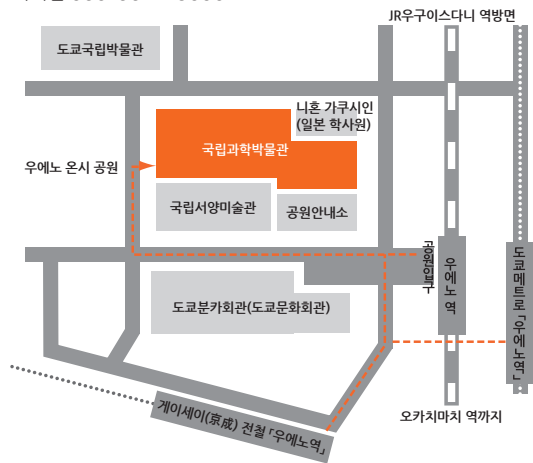 JR우구이스다니 역방면
도쿄국립박물관
니혼 가쿠시인
(일본 학사원)
국립과학박물관
우에노 온시 공원
국립서양미술관
공원안내소
공원입구
우에노 역
도쿄메트로「우에노역」
도쿄분카회관(도쿄문화회관)
게이세이(京成) 전철 「우에노역」
오카치마치 역까지